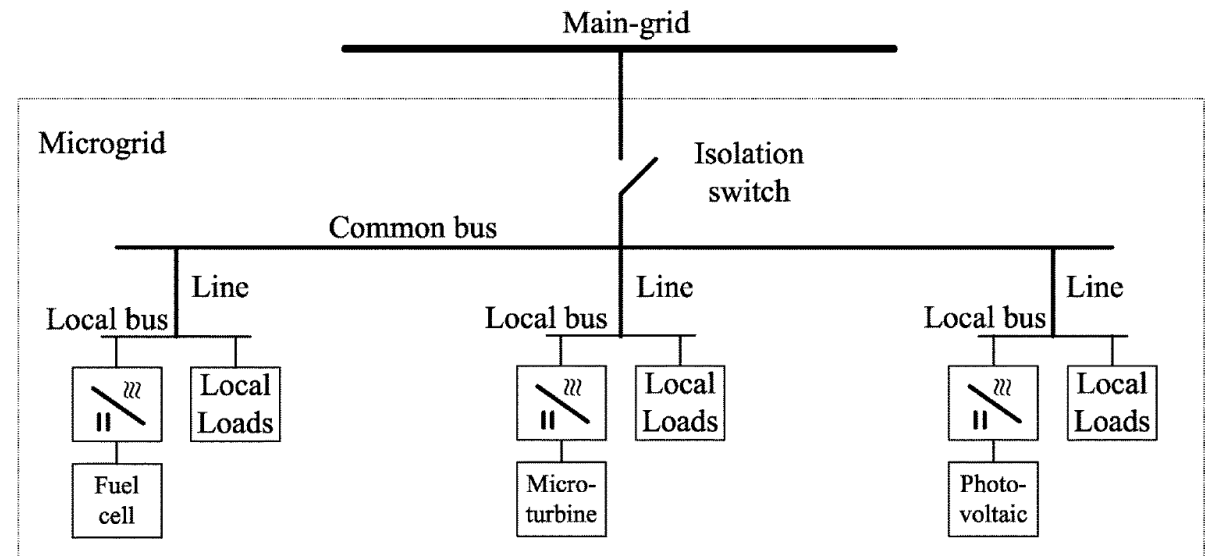 Main-grid
Microgrid
Isolation
switch
Common bus
Line
Line
Line
Local bus
Local bus
Local bus
Local
Loads
Local
Loads
Local
Loads
Fuel
cell
Micro-
turbine
Photo-
voltaic